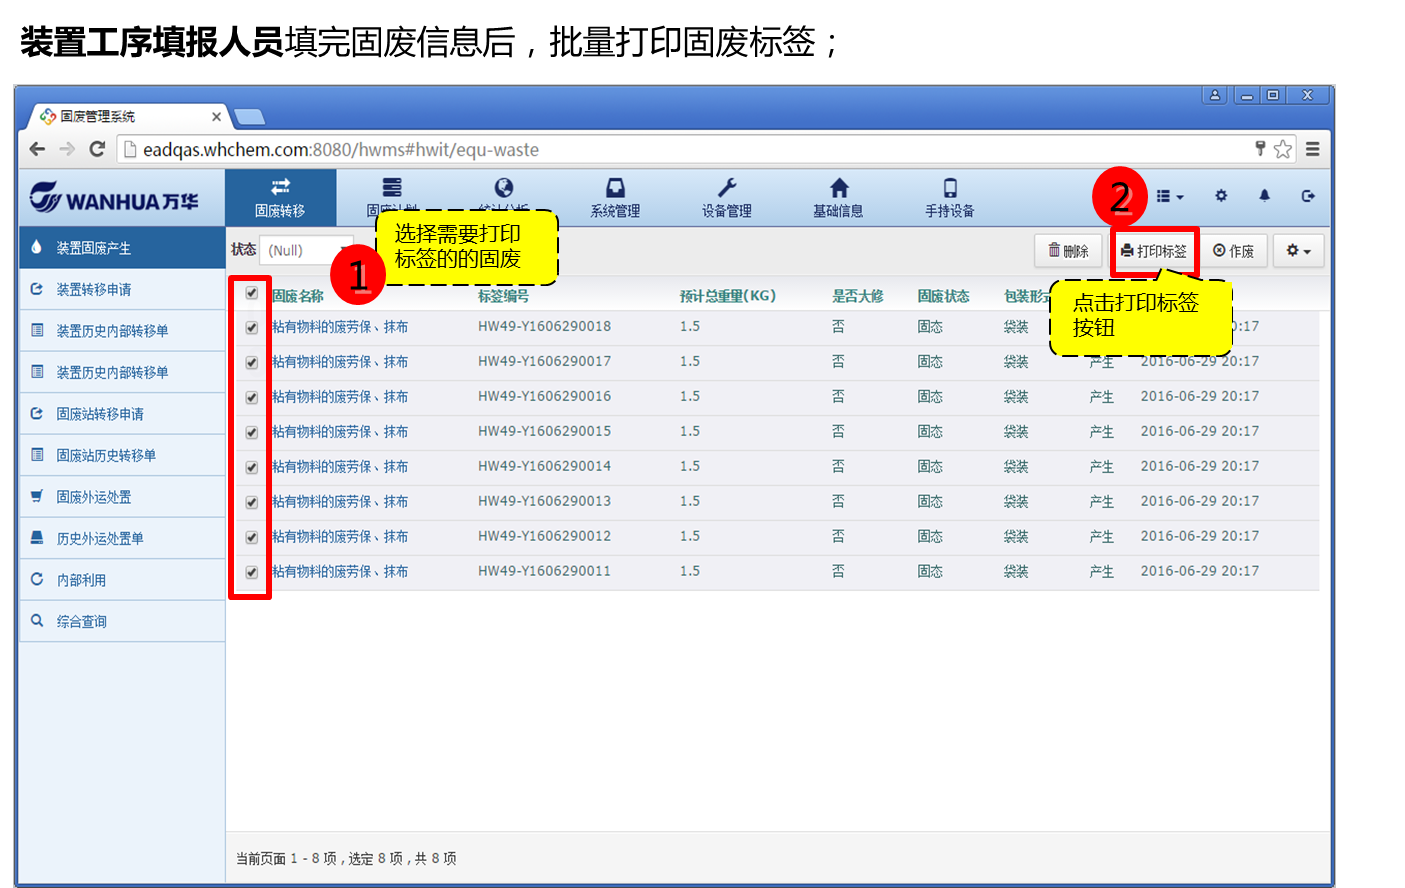 装置工序填报人员填完固废信息后，批量打印固废标签；
固废管理系统
eadqas.whchem.com:8080/hwms#hwit/equ-waste
WANHUA万华
固废转移
系统管理
设备管理
基础信息
手持设备
2
装置固废产生
装置转移申请
装置历史内部转移单
装置历史内部转移单
固废站转移申请
固废站历史转移单
固废外运处置
历史外运处置单
内部利用
综合查询
状态 (Null)
1
选择需要打印
标签的的固废
删除 打印标签 作废
点击打印标签
按钮
固废名称 标签编号 预计总重量(KG) 是否大修 固废状态 包装形式
粘有物料的废劳保、抹布 HW49-Y1606290018 1.5 否 固态 袋装 0:17
粘有物料的废劳保、抹布 HW49-Y1606290017 1.5 否 固态 袋装 产生 2016-06-29 20:17
粘有物料的废劳保、抹布 HW49-Y1606290016 1.5 否 固态 袋装 产生 2016-06-29 20:17
粘有物料的废劳保、抹布 HW49-Y1606290015 1.5 否 固态 袋装 产生 2016-06-29 20:17
粘有物料的废劳保、抹布 HW49-Y1606290014 1.5 否 固态 袋装 产生 2016-06-29 20:17
粘有物料的废劳保、抹布 HW49-Y1606290013 1.5 否 固态 袋装 产生 2016-06-29 20:17
粘有物料的废劳保、抹布 HW49-Y1606290012 1.5 否 固态 袋装 产生 2016-06-29 20:17
粘有物料的废劳保、抹布 HW49-Y1606290011 1.5 否 固态 袋装 产生 2016-06-29 20:17
当前页面 1 - 8 项，选定 8 项，共 8 项